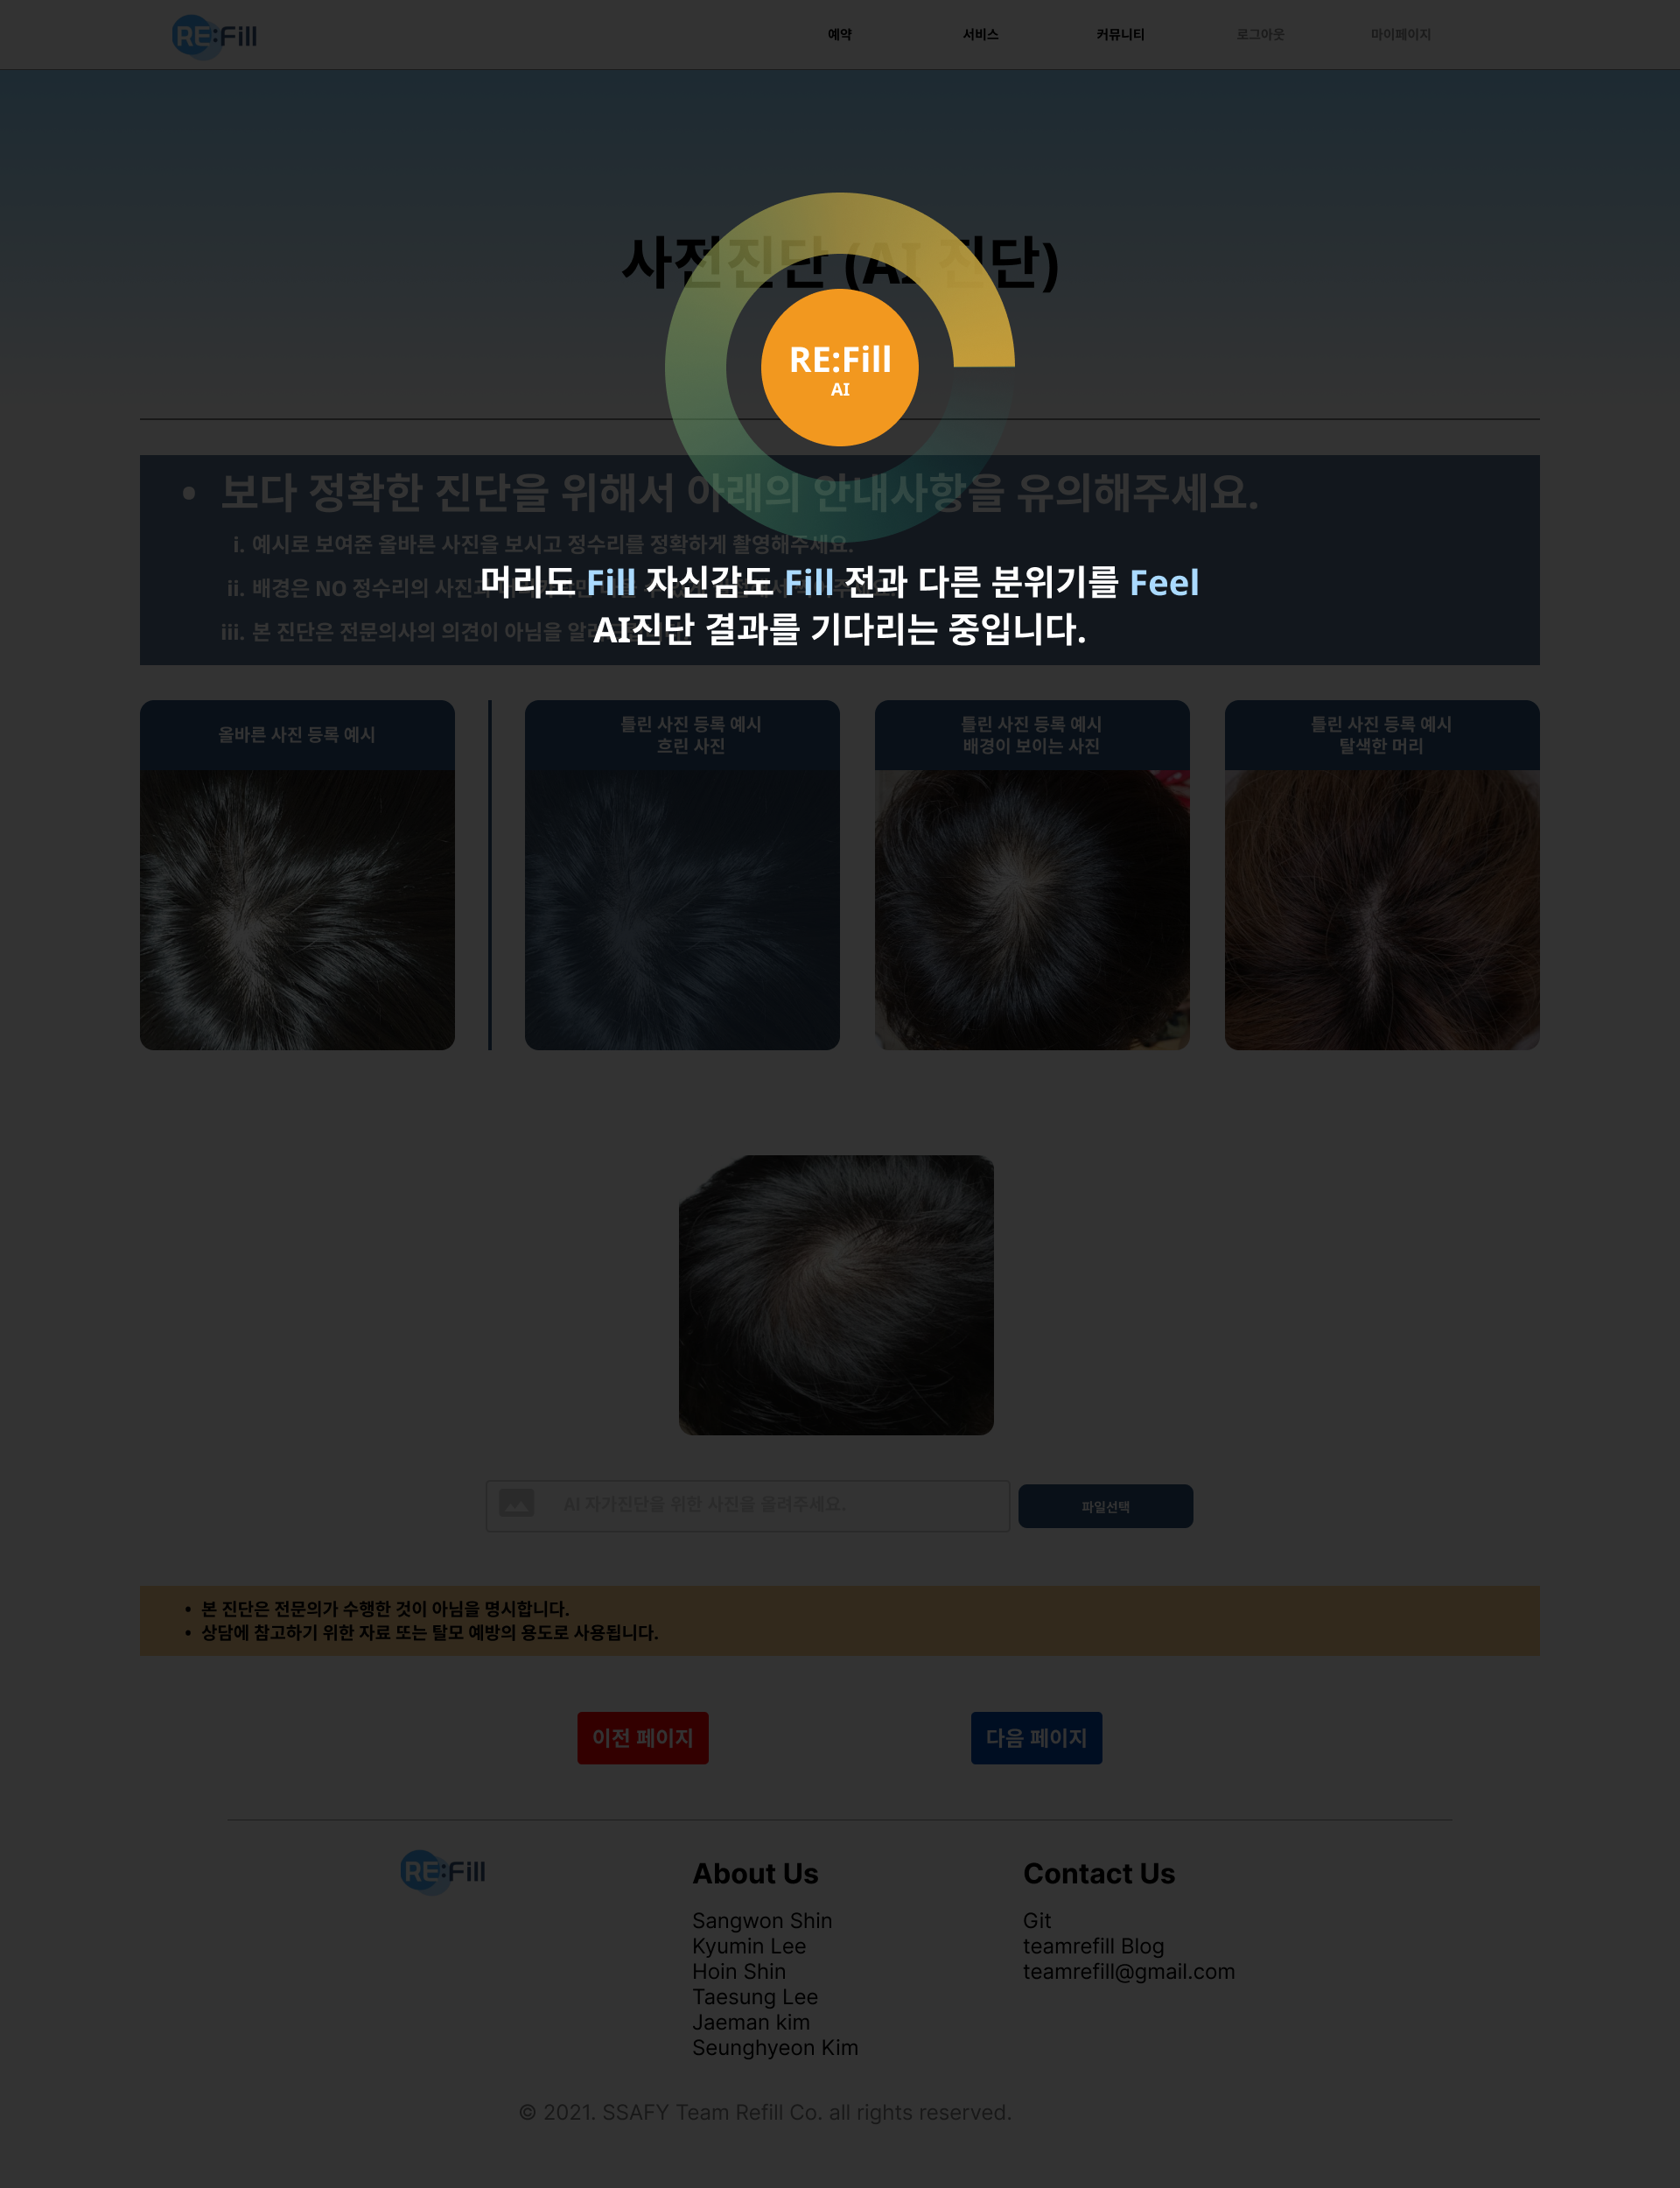 RE:Fill
예약
서비스
커뮤니티
로그아웃
마이페이지
사전진단 (AI 진단)
RE:Fill
AI
• 보다 정확한 진단을 위해서 아래의 안내사항을 유의해주세요.
i. 예시로 보여준 올바른 사진을 보시고 정수리를 정확하게 촬영해주세요.
ii. 배경은 NO 정수리의 사진과
iii. 본 진단은 전문의사의 의견이 아님을
머리도 Fill 자신감도 Fill 전과 다른 분위기를 Feel
AI진단 결과를 기다리는 중입니다.
올바른 사진 등록 예시
틀린 사진 등록 예시
흐린 사진
틀린 사진 등록 예시
배경이 보이는 사진
틀린 사진 등록 예시
탈색한 머리
AI 자가진단을 위한 사진을 올려주세요.
파일선택
• 본 진단은 전문의가 수행한 것이 아님을 명시합니다.
• 상담에 참고하기 위한 자료 또는 탈모 예방의 용도로 사용됩니다.
이전 페이지
다음 페이지
RE:Fill
About Us
Sangwon Shin
Kyumin Lee
Hoin Shin
Taesung Lee
Jaeman kim
Seunghyeon Kim
Contact Us
Git
teamrefill Blog
teamrefill@gmail.com
© 2021. SSAFY Team Refill Co. all rights reserved.